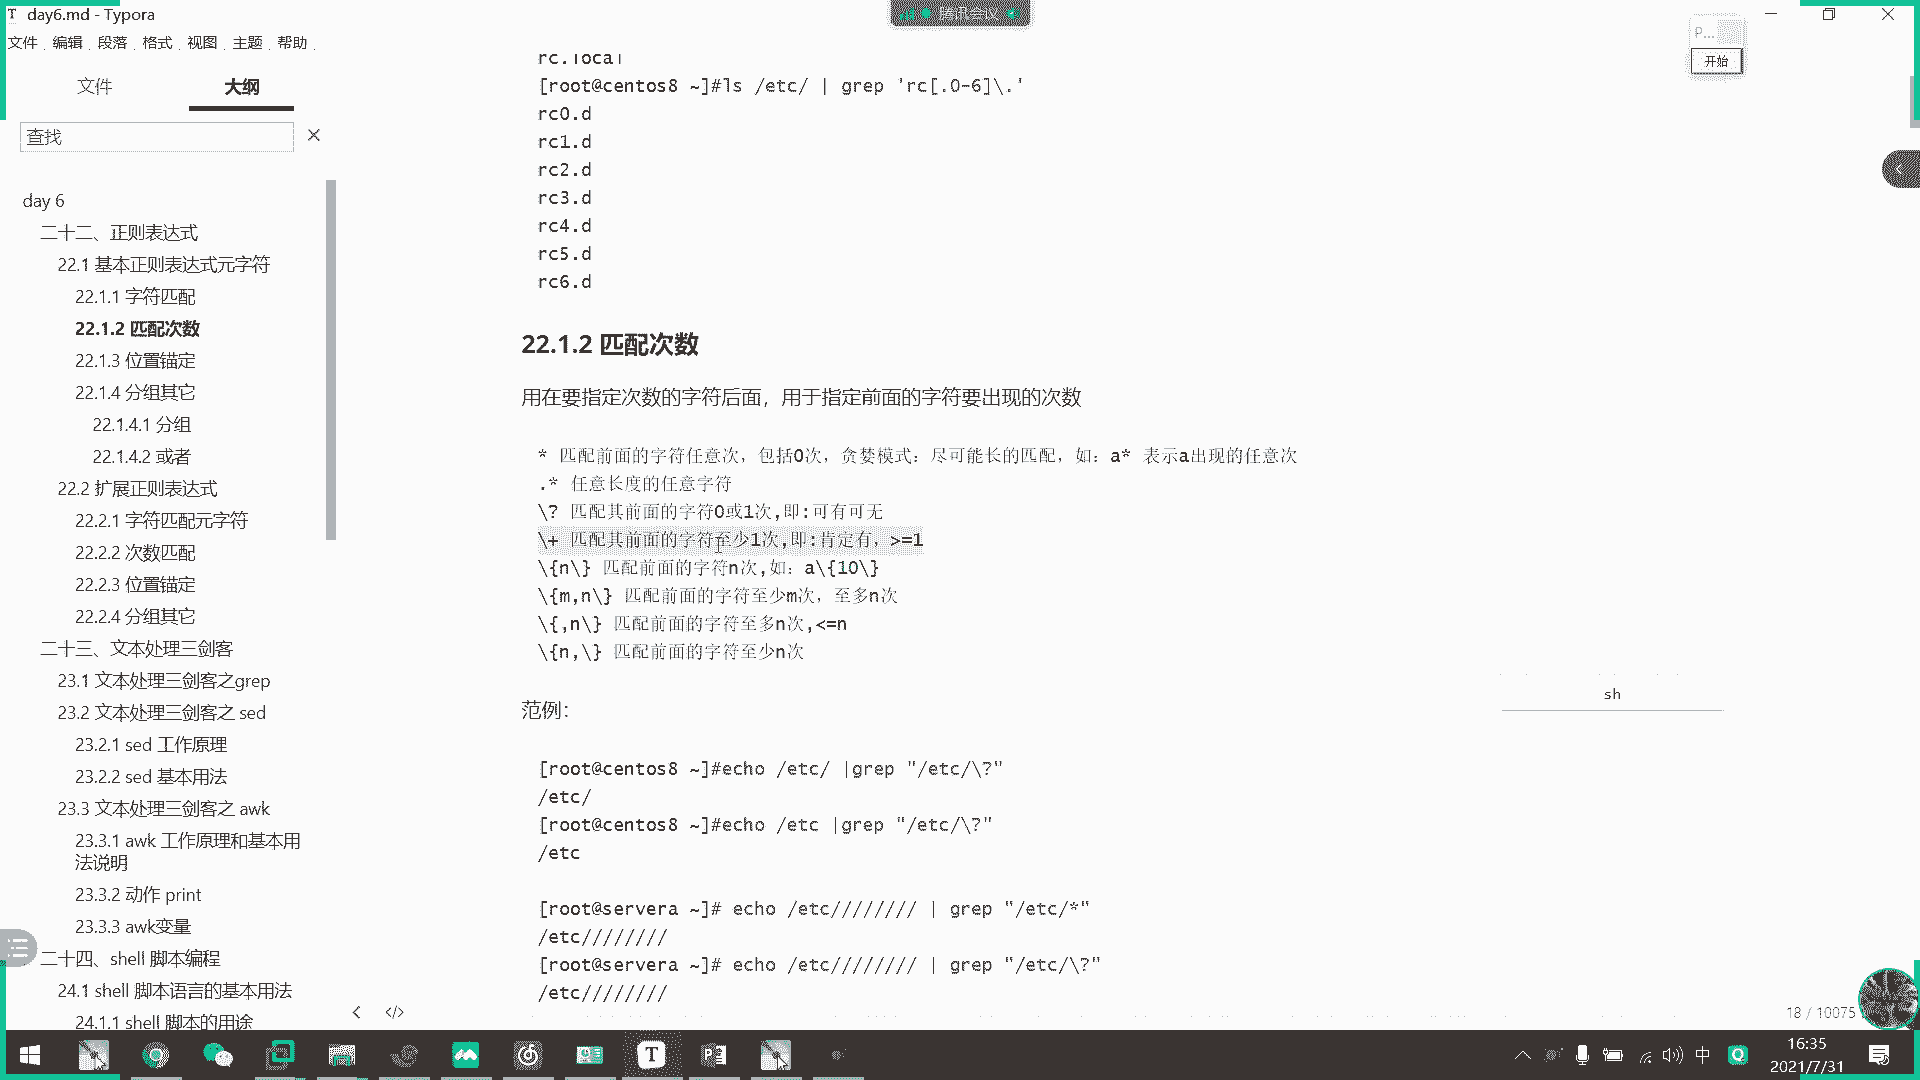 day6.md - Typora
腾讯会议
文件 编辑 段落 格式 视图 主题 帮助
P...
开始
文件 大纲
查找
day 6
二十二、正则表达式
22.1 基本正则表达式元字符
22.1.1 字符匹配
22.1.2 匹配次数
22.1.3 位置锚定
22.1.4 分组其它
22.1.4.1 分组
22.1.4.2 或者
22.2 扩展正则表达式
22.2.1 字符匹配元字符
22.2.2 次数匹配
22.2.3 位置锚定
22.2.4 分组其它
二十三、文本处理三剑客
23.1 文本处理三剑客之grep
23.2 文本处理三剑客之 sed
23.2.1 sed 工作原理
23.2.2 sed 基本用法
23.3 文本处理三剑客之 awk
23.3.1 awk 工作原理和基本用
法说明
23.3.2 动作 print
23.3.3 awk变量
二十四、shell 脚本编程
24.1 shell 脚本语言的基本用法
24.1.1 shell 脚本的用途
rc.local
[root@centos8 ~]#ls /etc/ | grep 'rc[.0-6]\.'
rc0.d
rc1.d
rc2.d
rc3.d
rc4.d
rc5.d
rc6.d
22.1.2 匹配次数
用在要指定次数的字符后面，用于指定前面的字符要出现的次数
* 匹配前面的字符任意次，包括0次，贪婪模式：尽可能长的匹配，如：a* 表示a出现的任意次
.* 任意长度的任意字符
\? 匹配其前面的字符0或1次,即:可有可无
\+ 匹配其前面的字符至少1次,即:肯定有，>=1
\{n\} 匹配前面的字符n次,如：a\{10\}
\{m,n\} 匹配前面的字符至少m次，至多n次
\{,n\} 匹配前面的字符至多n次,<=n
\{n,\} 匹配前面的字符至少n次
sh
范例：
[root@centos8 ~]#echo /etc/ |grep "/etc/\?"
/etc/
[root@centos8 ~]#echo /etc |grep "/etc/\?"
/etc
[root@servera ~]# echo /etc//////// | grep "/etc/*"
/etc////////
[root@servera ~]# echo /etc//////// | grep "/etc/\?"
/etc////////
18 / 10075
中
16:35
2021/7/31